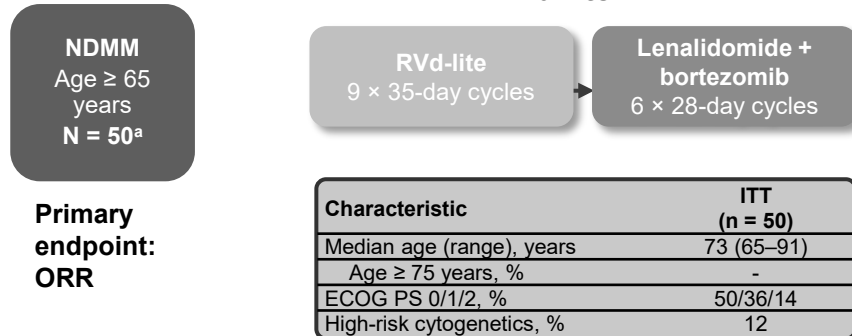 NDMM
Age ≥ 65
years
N = 50ᵃ
Primary
endpoint:
ORR
RVd-lite
9 × 35-day cycles
Lenalidomide +
bortezomib
6 × 28-day cycles
Characteristic ITT
(n = 50)
Median age (range), years 73 (65–91)
Age ≥ 75 years, % -
ECOG PS 0/1/2, % 50/36/14
High-risk cytogenetics, % 12